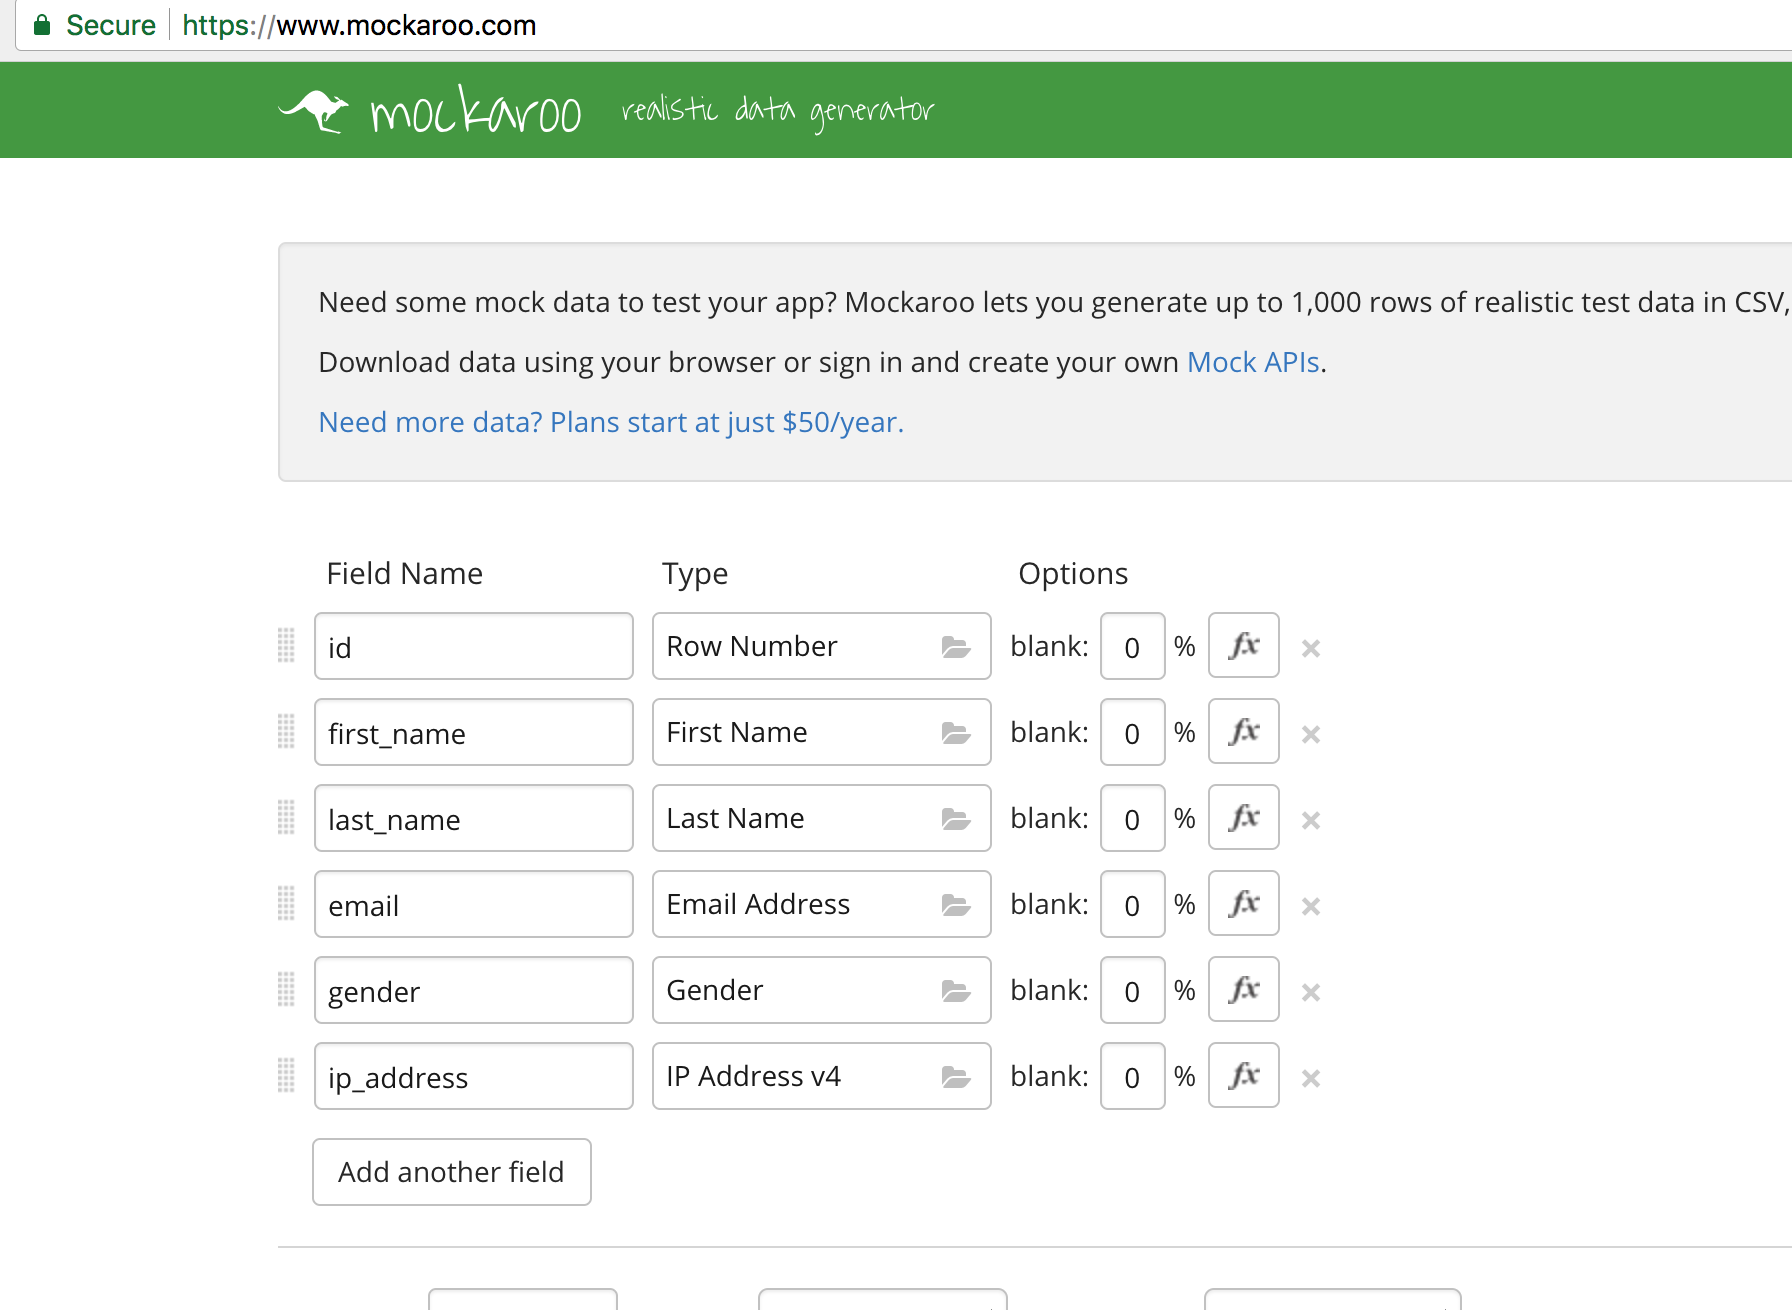 Secure https://www.mockaroo.com
mockaroo realistic data generator
Need some mock data to test your app? Mockaroo lets you generate up to 1,000 rows of realistic test data in CSV,
Download data using your browser or sign in and create your own Mock APIs.
Need more data? Plans start at just $50/year.
Field Name Type Options
id Row Number blank: 0 % fx ×
first_name First Name blank: 0 % fx ×
last_name Last Name blank: 0 % fx ×
email Email Address blank: 0 % fx ×
gender Gender blank: 0 % fx ×
ip_address IP Address v4 blank: 0 % fx ×
Add another field